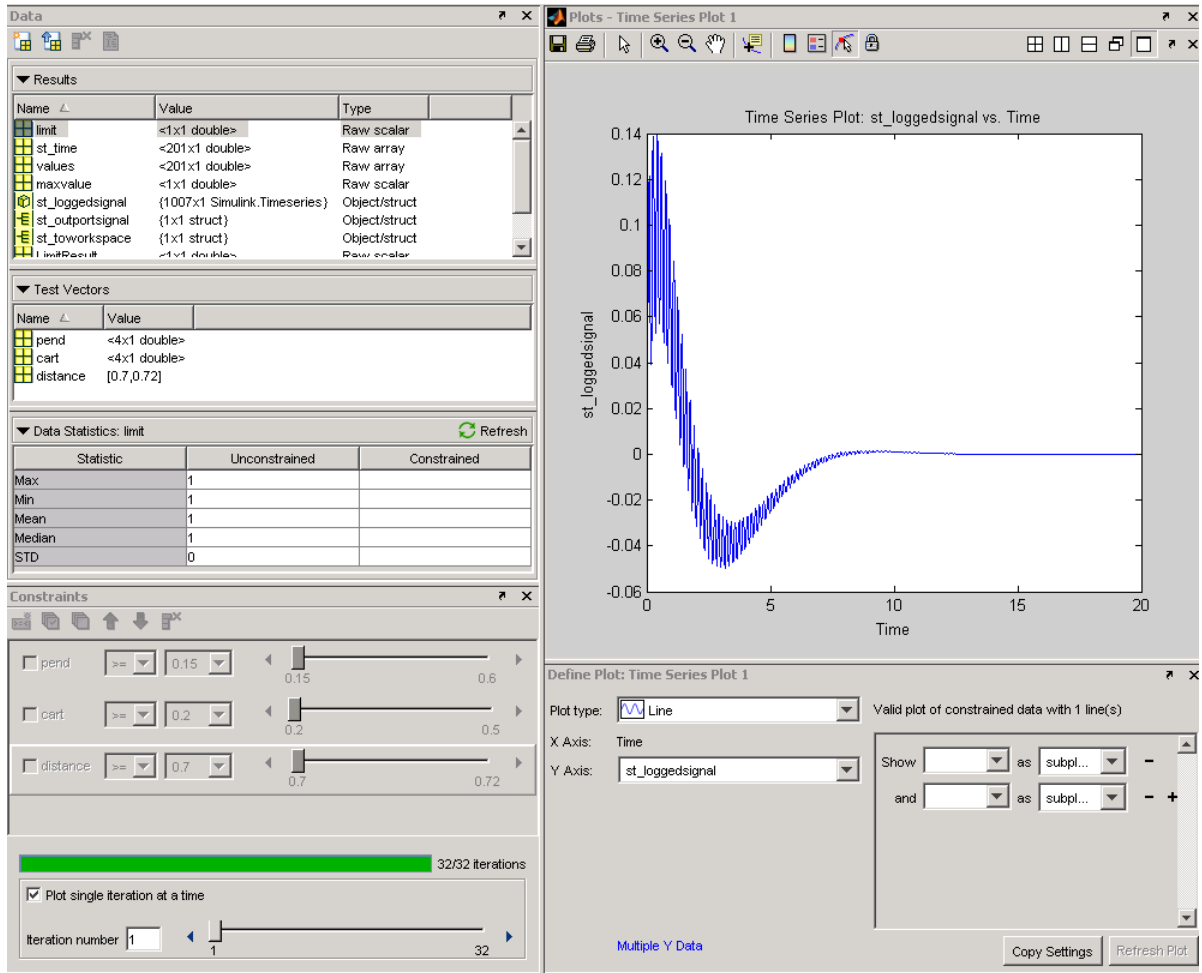 Data
Results
Name Value Type
limit <1x1 double> Raw scalar
st_time <201x1 double> Raw array
values <201x1 double> Raw array
maxvalue <1x1 double> Raw scalar
st_loggedsignal {1007x1 Simulink.Timeseries} Object/struct
st_outportsignal {1x1 struct} Object/struct
st_toworkspace {1x1 struct} Object/struct
LimitResult <1x1 double> Raw scalar
Test Vectors
Name Value
pend <4x1 double>
cart <4x1 double>
distance [0.7,0.72]
Data Statistics: limit Refresh
Statistic Unconstrained Constrained
Max 1
Min 1
Mean 1
Median 1
STD 0
Constraints
pend >= 0.15
0.15 0.6
cart >= 0.2
0.2 0.5
distance >= 0.7
0.7 0.72
32/32 iterations
Plot single iteration at a time
Iteration number 1
1 32
Plots - Time Series Plot 1
Time Series Plot: st_loggedsignal vs. Time
0.14
0.12
0.1
0.08
0.06
0.04
0.02
0
-0.02
-0.04
-0.06
st_loggedsignal
0 5 10 15 20
Time
Define Plot: Time Series Plot 1
Plot type: Line Valid plot of constrained data with 1 line(s)
X Axis: Time
Y Axis: st_loggedsignal
Show as subpl...
and as subpl...
Multiple Y Data
Copy Settings Refresh Plot